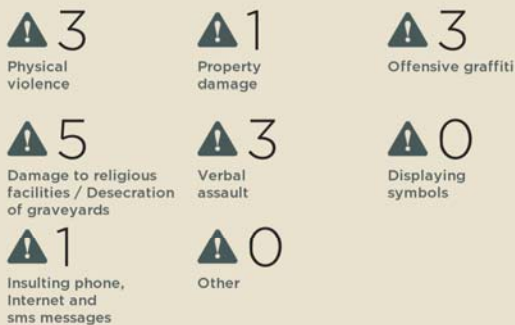 3
Physical
violence
1
Property
damage
3
Offensive graffiti
5
Damage to religious
facilities / Desecration
of graveyards
3
Verbal
assault
0
Displaying
symbols
1
Insulting phone,
Internet and
sms messages
0
Other